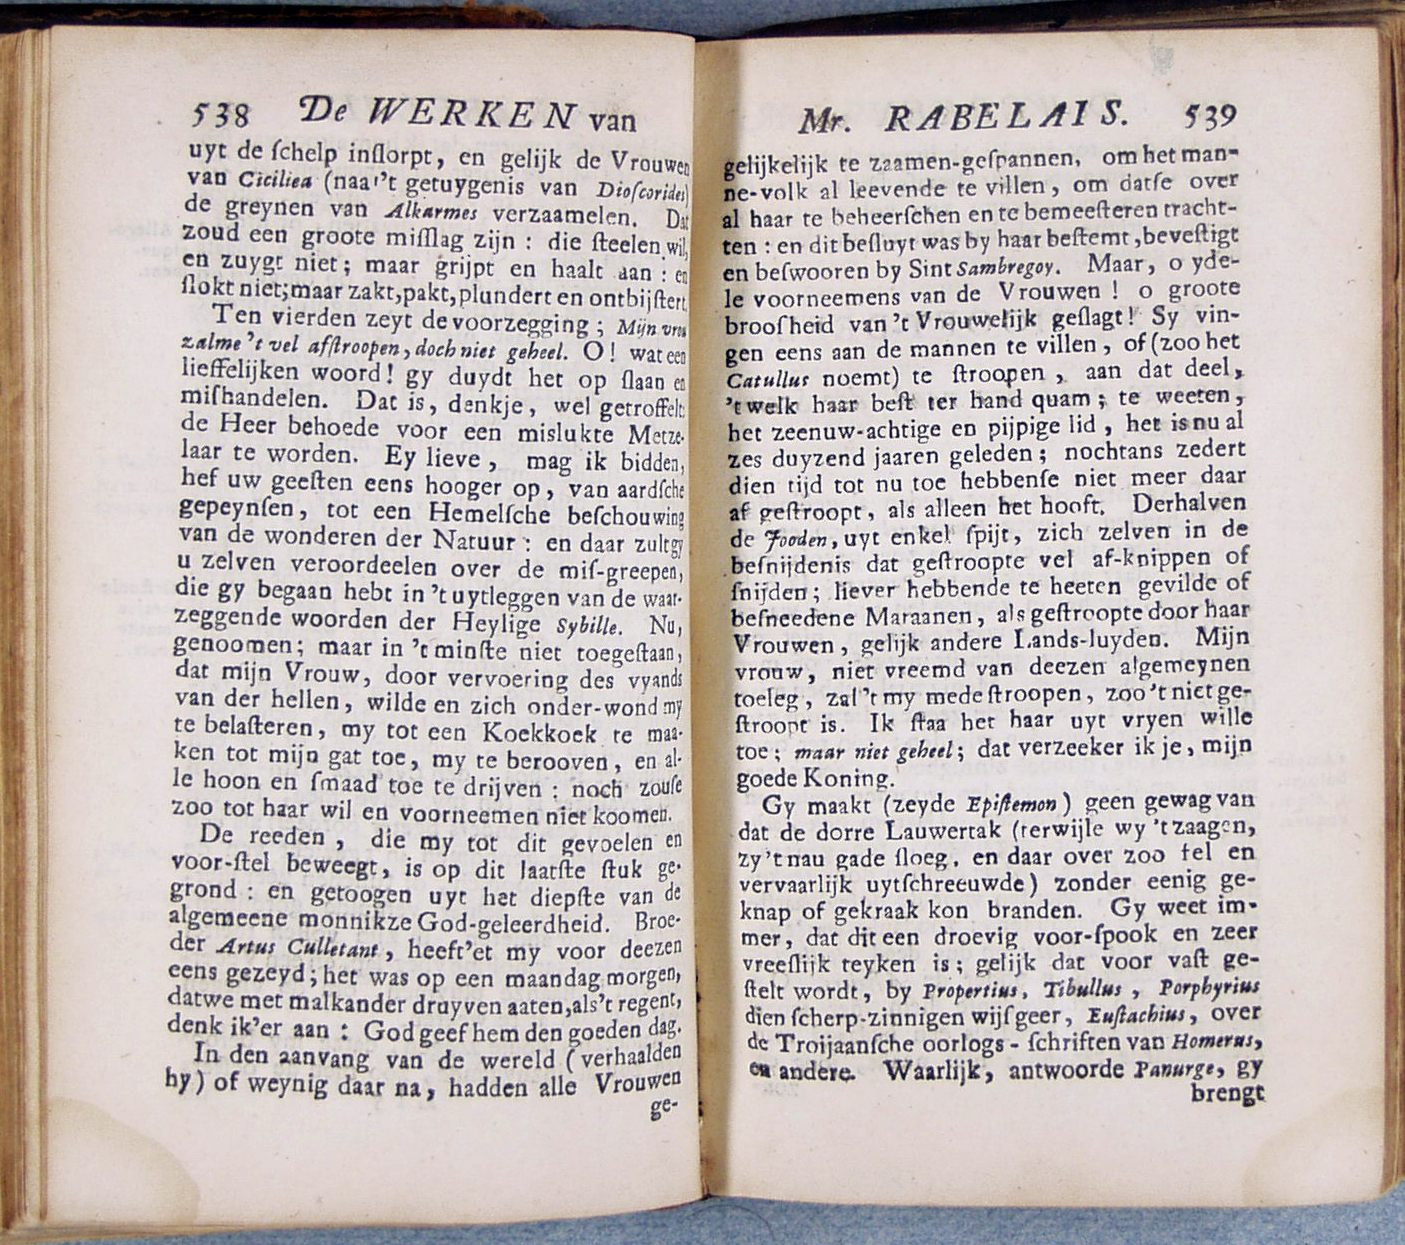 538 De WERKEN van
uyt de ſchelp inſlorpt, en gelijk de Vrouwen
van Ciciliea (naa 't getuygenis van Dioſcorides)
de greynen van Alkarmes verzaamelen. Dat
zoud een groote miſſlag zijn : die ſteelen wil,
en zuygt niet; maar grijpt en haalt aan : en
ſlokt niet; maar zakt, pakt, plundert en ontbijſtert.
Ten vierden zeyt de voorzegging; Mijn vrou
zalme 't vel afſtroopen, doch niet geheel. O! wat een
lieffelijken woord! gy duydt het op ſlaan en
miſhandelen. Dat is, denkje, wel getroffelt:
de Heer behoede voor een mislukte Metze-
laar te worden. Ey lieve, mag ik bidden,
hef uw geeſten eens hooger op, van aardſche
gepeynſen, tot een Hemelſche beſchouwing
van de wonderen der Natuur : en daar zult gy
u zelven veroordeelen over de miſ-greepen,
die gy begaan hebt in 't uytleggen van de waar-
zeggende woorden der Heylige Sybille. Nu,
genoomen; maar in 't minſte niet toegeſtaan,
dat mijn Vrouw, door vervoering des vyands
van der hellen, wilde en zich onder-wond my
te belaſteren, my tot een Koekkoek te maa-
ken tot mijn gat toe, my te berooven, en al-
le hoon en ſmaad toe te drijven : noch zouſe
zoo tot haar wil en voorneemen niet koomen.
De reeden, die my tot dit gevoelen en
voor-ſtel beweegt, is op dit laatſte ſtuk ge-
grond : en getoogen uyt het diepſte van de
algemeene monnikze God-geleerdheid. Broe-
der Artus Culletant, heeft'et my voor deezen
eens gezeyd; het was op een maandag morgen,
datwe met malkander druyven aaten, als't regent,
denk ik'er aan : God geef hem den goeden dag.
In den aanvang van de wereld (verhaalden
hy) of weynig daar na, hadden alle Vrouwen
ge-
Mr. RABELAIS. 539
gelijkelijk te zaamen-geſpannen, om het man-
ne-volk al leevende te villen, om datſe over
al haar te beheerſchen en te bemeeſteren tracht-
ten : en dit beſluyt was by haar beſtemt, beveſtigt
en beſwooren by Sint Sambregoy. Maar, o yde-
le voorneemens van de Vrouwen ! o groote
brooſheid van 't Vrouwelijk geſlagt! Sy vin-
gen eens aan de mannen te villen, of (zoo het
Catullus noemt) te ſtroopen, aan dat deel,
't welk haar beſt ter hand quam; te weeten,
het zeenuw-achtige en pijpige lid, het is nu al
zes duyzend jaaren geleden; nochtans zedert
dien tijd tot nu toe hebbenſe niet meer daar
af geſtroopt, als alleen het hooft. Derhalven
de Jooden, uyt enkel ſpijt, zich zelven in de
beſnijdenis dat geſtroopte vel af-knippen of
ſnijden; liever hebbende te heeten gevilde of
beſneedene Maraanen, als geſtroopte door haar
Vrouwen, gelijk andere Lands-luyden. Mijn
vrouw, niet vreemd van deezen algemeynen
toeleg, zal 't my mede ſtroopen, zoo 't niet ge-
ſtroopt is. Ik ſtaa het haar uyt vryen wille
toe; maar niet geheel; dat verzeeker ik je, mijn
goede Koning.
Gy maakt (zeyde Epiſtemon) geen gewag van
dat de dorre Lauwertak (terwijle wy 't zaagen,
zy 't nau gade ſloeg, en daar over zoo fel en
vervaarlijk uytſchreeuwde) zonder eenig ge-
knap of gekraak kon branden. Gy weet im-
mer, dat dit een droevig voor-ſpook en zeer
vreeſlijk teyken is; gelijk dat voor vaſt ge-
ſtelt wordt, by Propertius, Tibullus, Porphyrius
dien ſcherp-zinnigen wijſgeer, Euſtachius, over
de Troijaanſche oorlogs-ſchriften van Homerus,
en andere. Waarlijk, antwoorde Panurge, gy
brengt